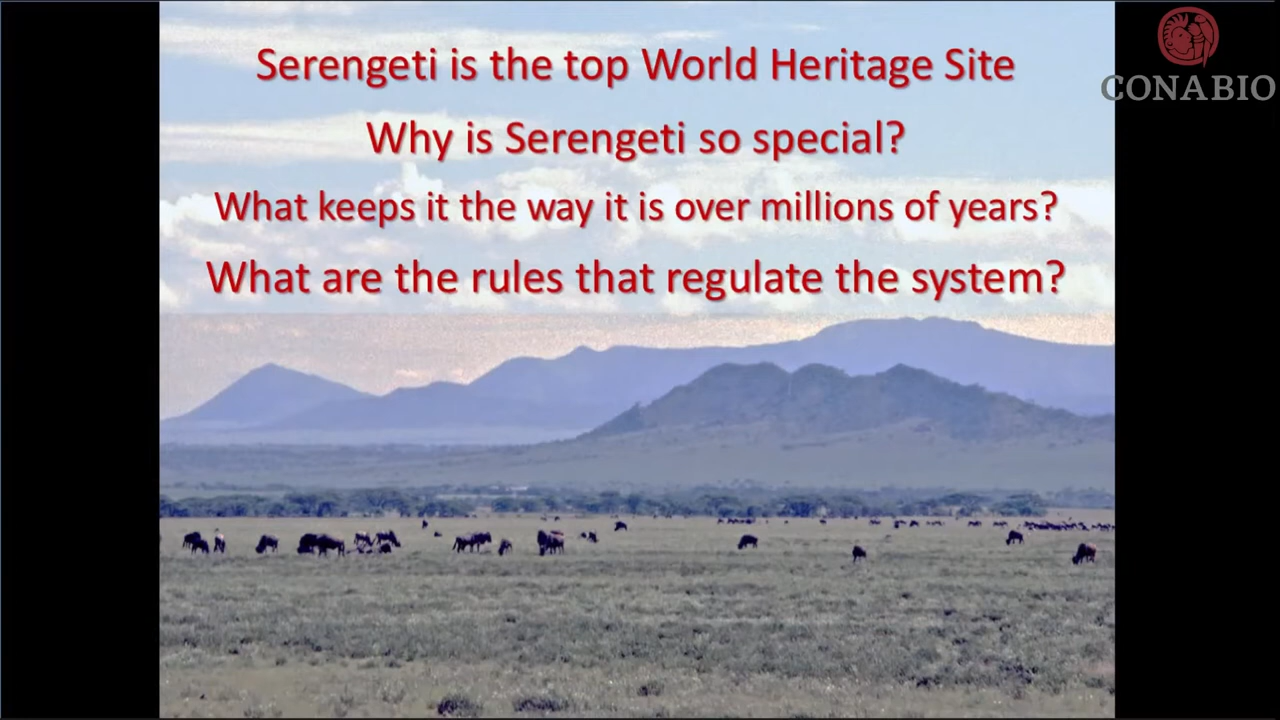 Serengeti is the top World Heritage Site
CONABIO
Why is Serengeti so special?
What keeps it the way it is over millions of years?
What are the rules that regulate the system?